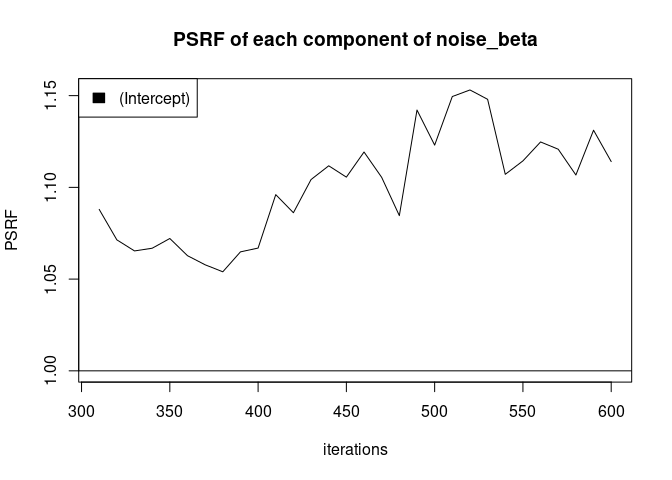 PSRF of each component of noise_beta
(Intercept)
1.15
1.10
1.05
1.00
PSRF
300 350 400 450 500 550 600
iterations